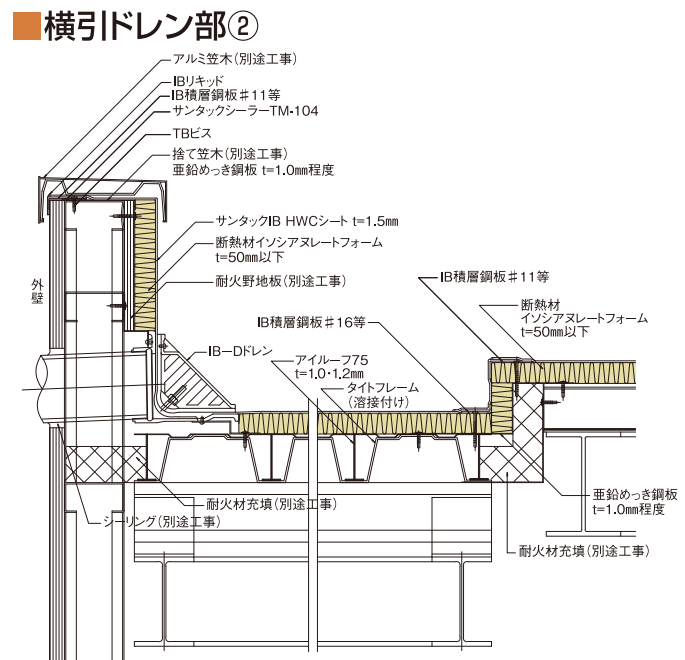 ■横引ドレン部②
アルミ笠木(別途工事)
IBリキッド
IB積層鋼板♯11等
サンタックシーラーTM-104
TBビス
捨て笠木(別途工事)
亜鉛めっき鋼板 t=1.0㎜程度
サンタックIB HWCシート t=1.5㎜
断熱材イソシアヌレートフォーム
t=50㎜以下
耐火野地板(別途工事)
外壁
IB積層鋼板♯11等
断熱材
イソシアヌレートフォーム
t=50㎜以下
IB積層鋼板♯16等
IB－Dドレン
アイルーフ75
t=1.0・1.2㎜
タイトフレーム
(溶接付け)
亜鉛めっき鋼板
t=1.0㎜程度
耐火材充填(別途工事)
シーリング(別途工事)
耐火材充填(別途工事)